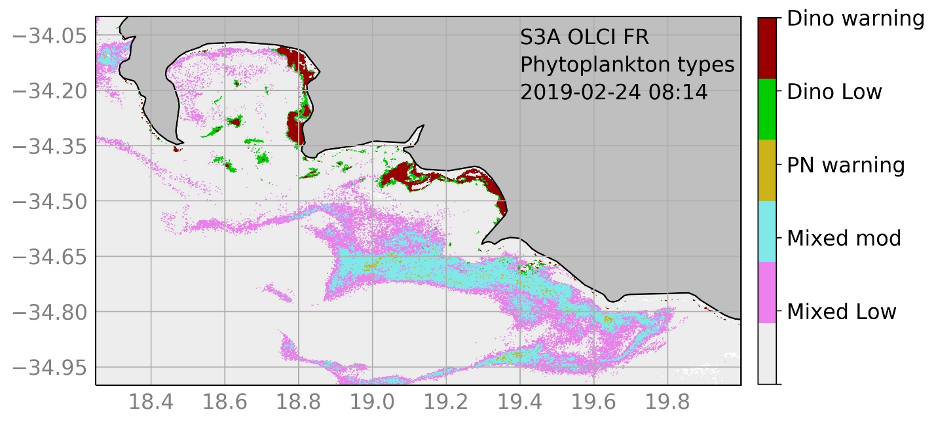 S3A OLCI FR
Phytoplankton types
2019-02-24 08:14
−34.05
−34.20
−34.35
−34.50
−34.65
−34.80
−34.95
18.4 18.6 18.8 19.0 19.2 19.4 19.6 19.8
Dino warning
Dino Low
PN warning
Mixed mod
Mixed Low